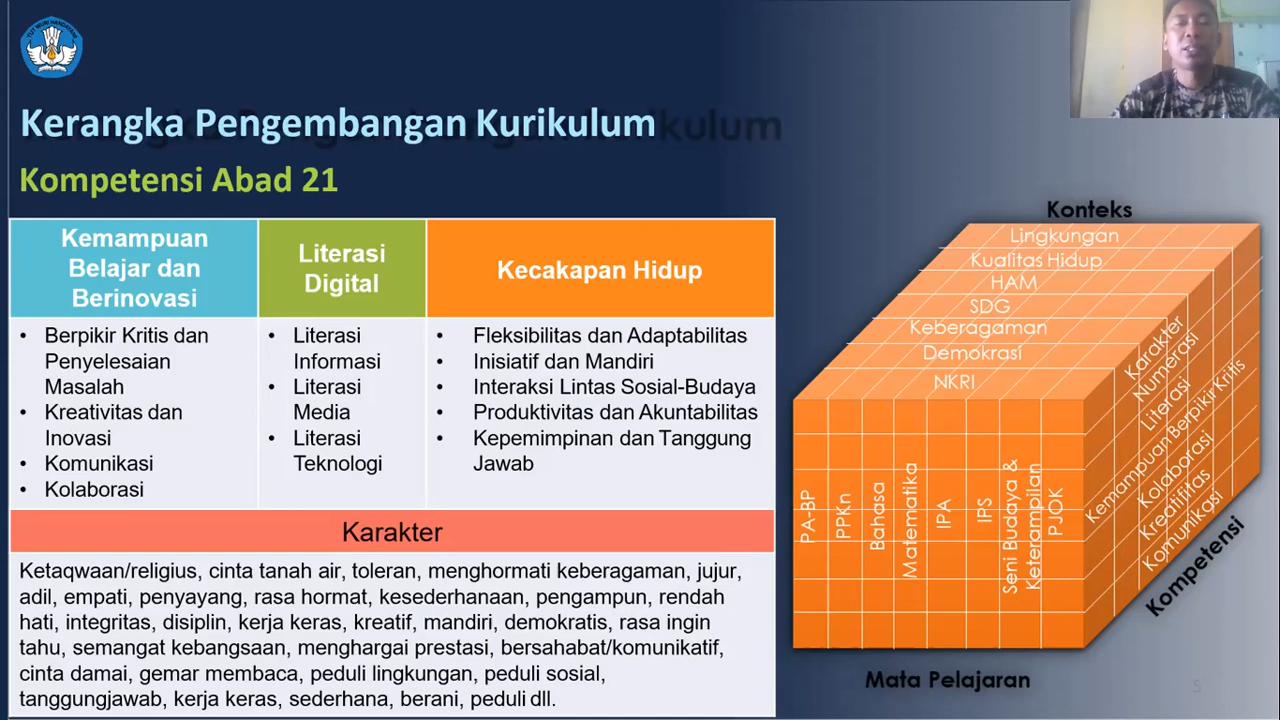 TUT WURI HANDAYANI
Kerangka Pengembangan Kurikulum
Kompetensi Abad 21
Kemampuan
Belajar dan
Berinovasi
Literasi
Digital
Kecakapan Hidup
• Berpikir Kritis dan
Penyelesaian
Masalah
• Kreativitas dan
Inovasi
• Komunikasi
• Kolaborasi
• Literasi
Informasi
• Literasi
Media
• Literasi
Teknologi
• Fleksibilitas dan Adaptabilitas
• Inisiatif dan Mandiri
• Interaksi Lintas Sosial-Budaya
• Produktivitas dan Akuntabilitas
• Kepemimpinan dan Tanggung
Jawab
Karakter
Ketaqwaan/religius, cinta tanah air, toleran, menghormati keberagaman, jujur,
adil, empati, penyayang, rasa hormat, kesederhanaan, pengampun, rendah
hati, integritas, disiplin, kerja keras, kreatif, mandiri, demokratis, rasa ingin
tahu, semangat kebangsaan, menghargai prestasi, bersahabat/komunikatif,
cinta damai, gemar membaca, peduli lingkungan, peduli sosial,
tanggungjawab, kerja keras, sederhana, berani, peduli dll.
Konteks
Lingkungan
Kualitas Hidup
HAM
SDG
Keberagaman
Demokrasi
NKRI
Karakter
Numerasi
Literasi
Kemampuan Berpikir Kritis
Kolaborasi
Kreatifitas
Komunikasi
Kompetensi
PA-BP
PPKn
Bahasa
Matematika
IPA
IPS
Seni Budaya &
Keterampilan
PJOK
Mata Pelajaran
5